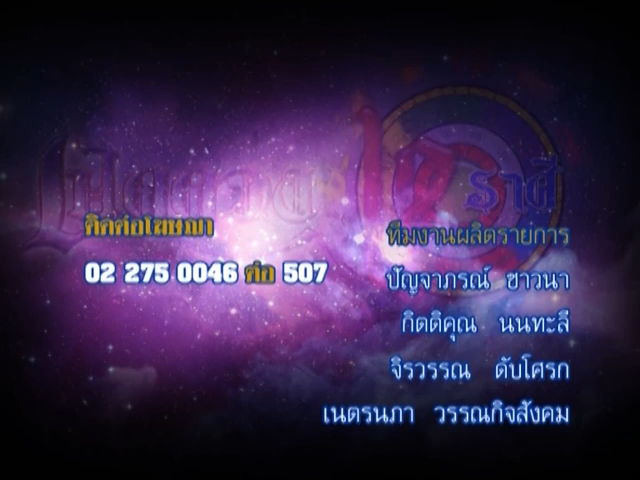 ราศี
ติดต่อโฆษณา
02 275 0046 ต่อ 507
ทีมงานผลิตรายการ
ปัญจาภรณ์ ชาวนา
กิตติคุณ นนทะลี
จิรวรรณ ดับโศรก
เนตรนภา วรรณกิจสังคม